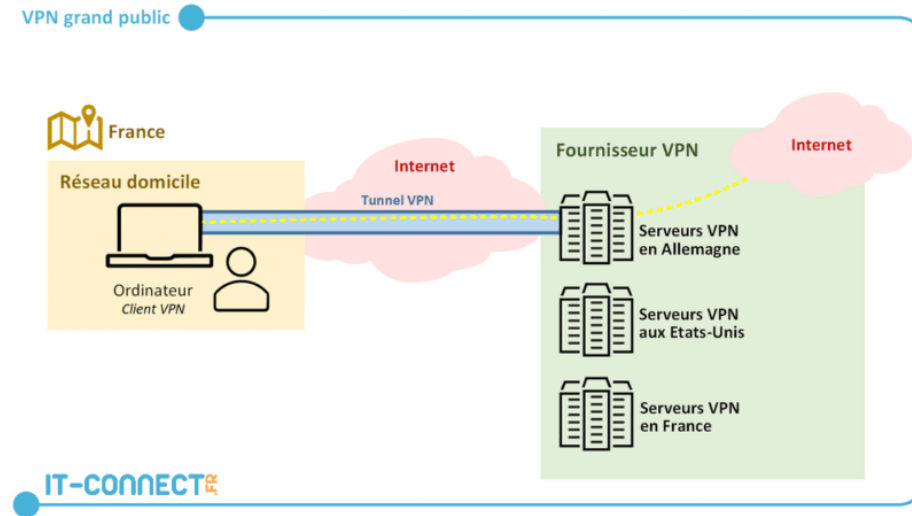 VPN grand public
France
Réseau domicile
Ordinateur
Client VPN
Internet
Tunnel VPN
Fournisseur VPN
Serveurs VPN
en Allemagne
Serveurs VPN
aux Etats-Unis
Serveurs VPN
en France
Internet
IT-CONNECT.FR